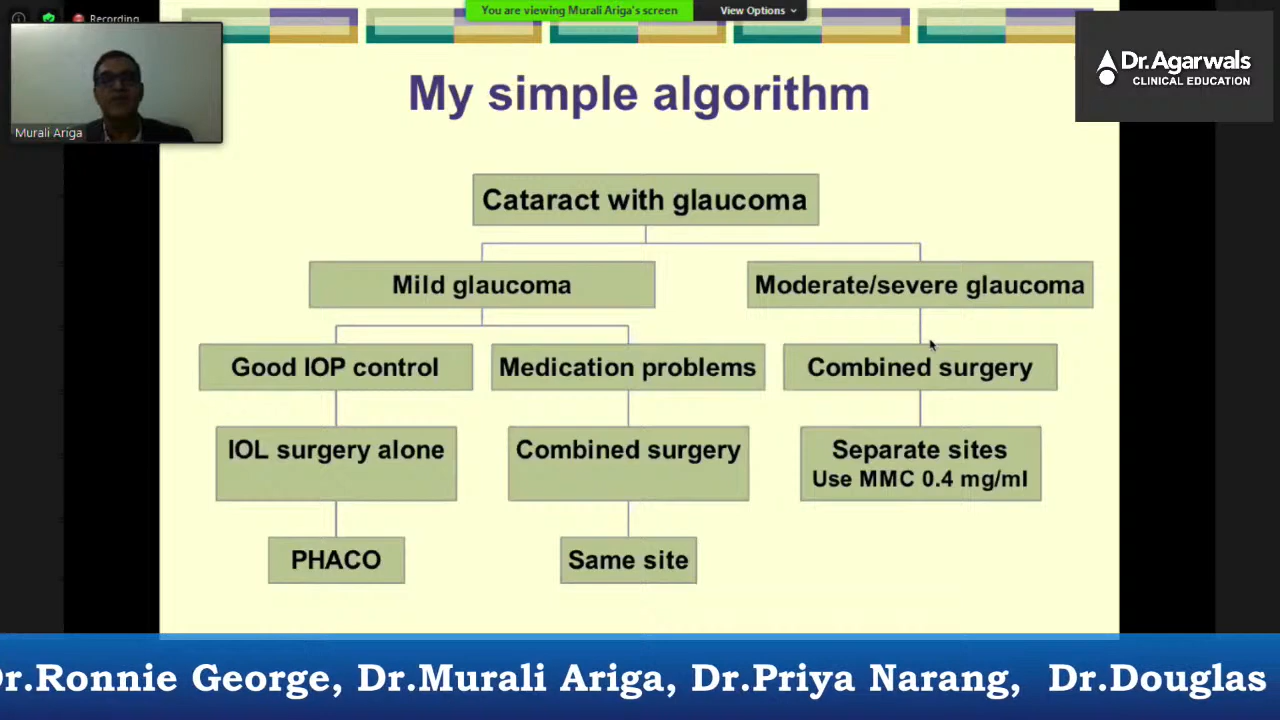 Recording
You are viewing Murali Ariga's screen
View Options
Murali Ariga
Dr.Agarwals
CLINICAL EDUCATION
My simple algorithm
Cataract with glaucoma
Mild glaucoma
Moderate/severe glaucoma
Good IOP control
Medication problems
Combined surgery
IOL surgery alone
Combined surgery
Separate sites
Use MMC 0.4 mg/ml
PHACO
Same site
Dr.Ronnie George, Dr.Murali Ariga, Dr.Priya Narang, Dr.Douglas